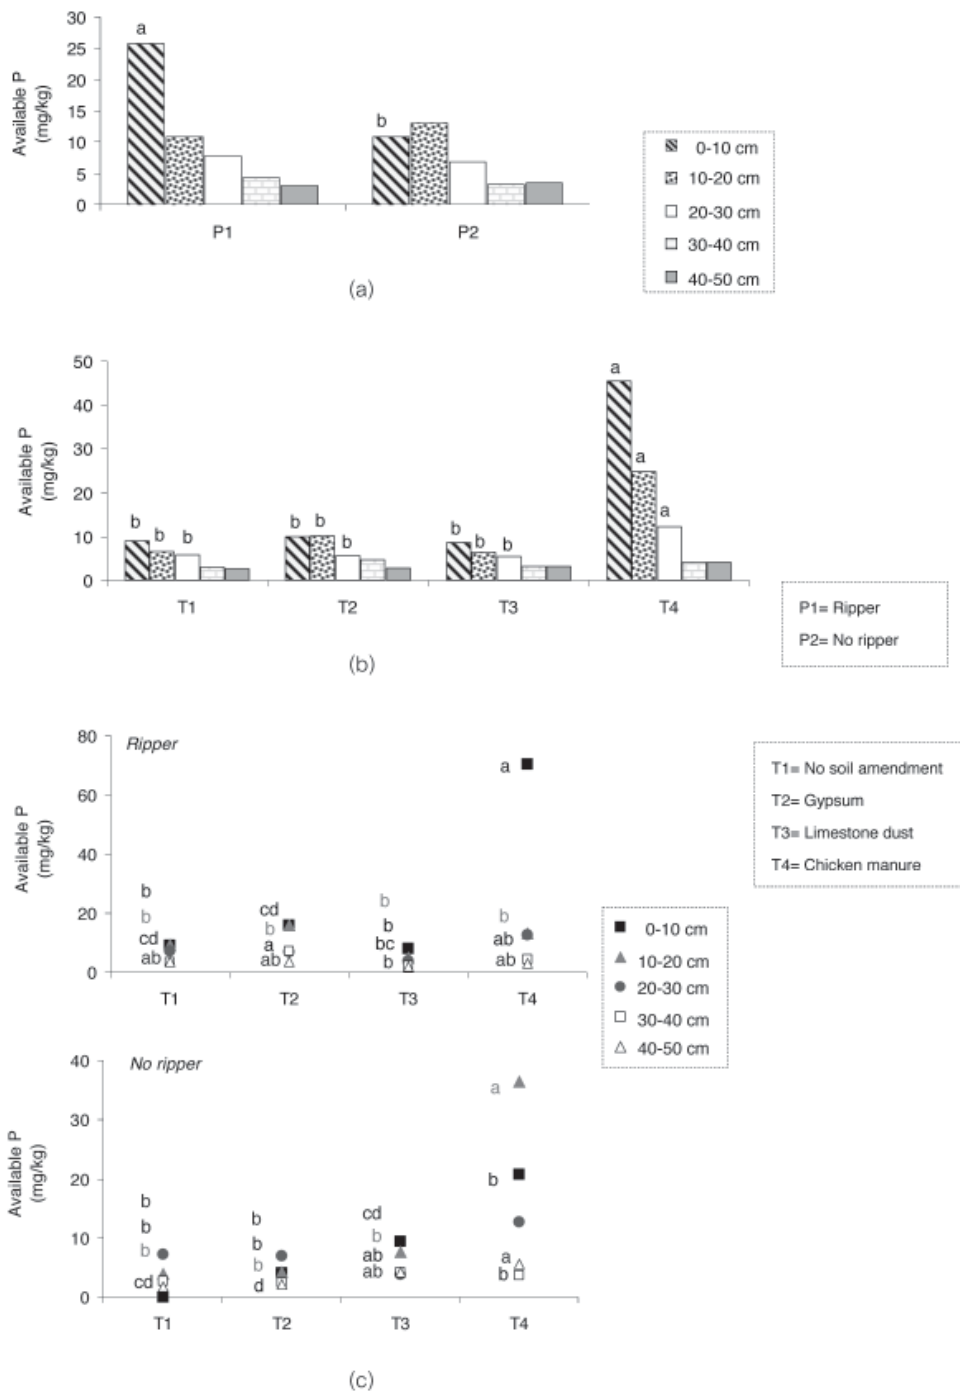 30
25
20
15
10
5
0
Available P
(mg/kg)
a
b
P1
P2
0-10 cm
10-20 cm
20-30 cm
30-40 cm
40-50 cm
(a)
50
40
30
20
10
0
Available P
(mg/kg)
b b b
b b b
b b b
a
a
a
T1
T2
T3
T4
P1= Ripper
P2= No ripper
(b)
Ripper
80
60
40
20
0
Available P
(mg/kg)
b
b
cd
ab
cd
b
a
ab
b
b
bc
b
a
b
ab
ab
T1
T2
T3
T4
T1= No soil amendment
T2= Gypsum
T3= Limestone dust
T4= Chicken manure
0-10 cm
10-20 cm
20-30 cm
30-40 cm
40-50 cm
No ripper
40
30
20
10
0
Available P
(mg/kg)
b
b
b
cd
b
b
b
d
cd
b
ab
ab
a
b
a
b
T1
T2
T3
T4
(c)